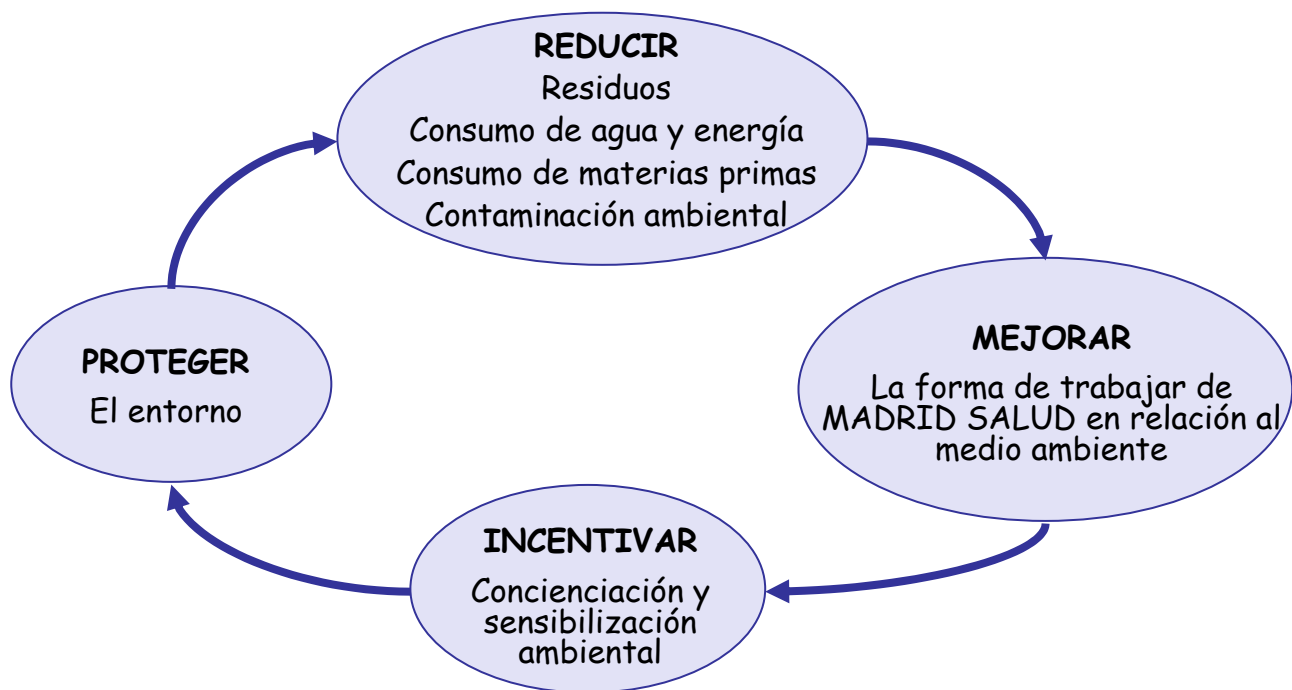 REDUCIR
Residuos
Consumo de agua y energía
Consumo de materias primas
Contaminación ambiental
MEJORAR
La forma de trabajar de
MADRID SALUD en relación al
medio ambiente
INCENTIVAR
Concienciación y
sensibilización
ambiental
PROTEGER
El entorno